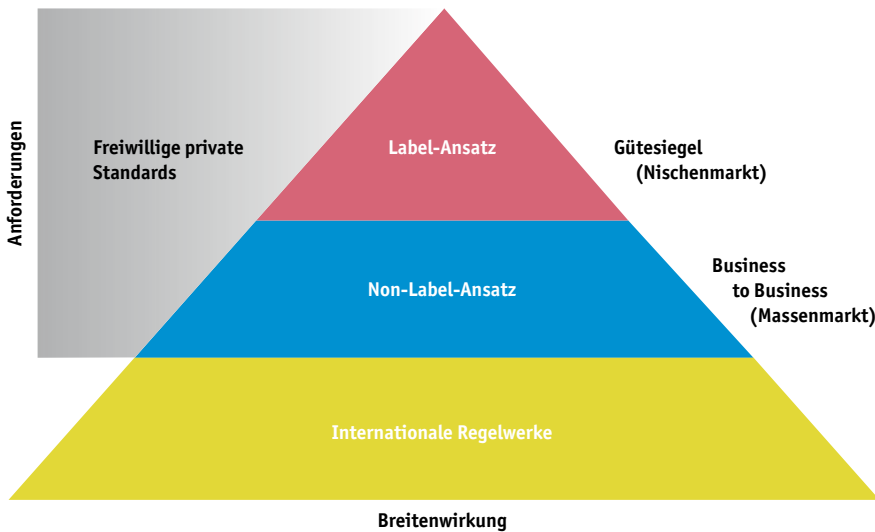 Anforderungen
Freiwillige private
Standards
Label-Ansatz
Gütesiegel
(Nischenmarkt)
Non-Label-Ansatz
Business
to Business
(Massenmarkt)
Internationale Regelwerke
Breitenwirkung